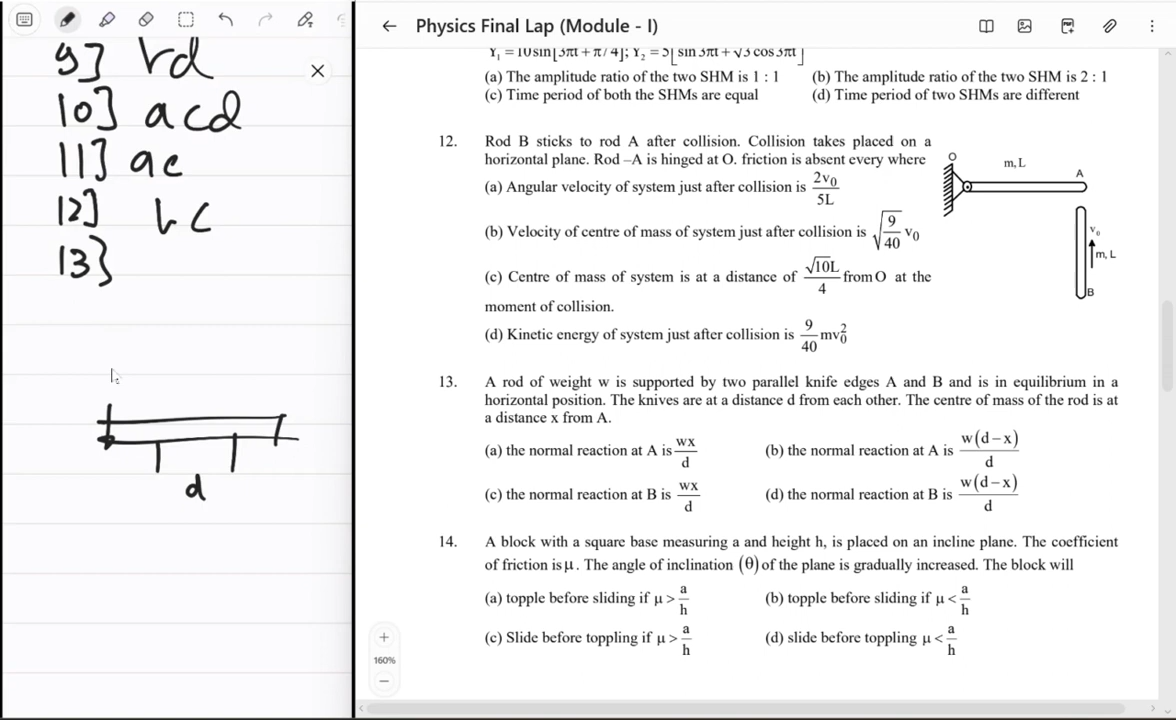 9] bd
10] acd
11] ac
12] bc
13}
d
Physics Final Lap (Module - I)
Y₁ = 10sin[3πt + π/4]; Y₂ = 5[sin 3πt + √3 cos 3πt]
(a) The amplitude ratio of the two SHM is 1 : 1 (b) The amplitude ratio of the two SHM is 2 : 1
(c) Time period of both the SHMs are equal (d) Time period of two SHMs are different
12. Rod B sticks to rod A after collision. Collision takes placed on a
horizontal plane. Rod –A is hinged at O. friction is absent every where
(a) Angular velocity of system just after collision is 2v₀/5L
(b) Velocity of centre of mass of system just after collision is √(9/40) v₀
(c) Centre of mass of system is at a distance of √10L/4 from O at the
moment of collision.
(d) Kinetic energy of system just after collision is 9/40 mv₀²
O
m, L
A
v₀
m, L
B
13. A rod of weight w is supported by two parallel knife edges A and B and is in equilibrium in a
horizontal position. The knives are at a distance d from each other. The centre of mass of the rod is at
a distance x from A.
(a) the normal reaction at A is wx/d (b) the normal reaction at A is w(d−x)/d
(c) the normal reaction at B is wx/d (d) the normal reaction at B is w(d−x)/d
14. A block with a square base measuring a and height h, is placed on an incline plane. The coefficient
of friction is μ. The angle of inclination (θ) of the plane is gradually increased. The block will
(a) topple before sliding if μ > a/h (b) topple before sliding if μ < a/h
(c) Slide before toppling if μ > a/h (d) slide before toppling μ < a/h
160%